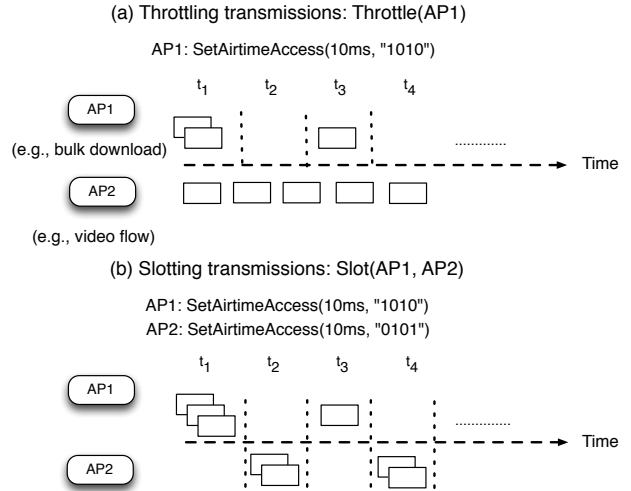 (a) Throttling transmissions: Throttle(AP1)
AP1: SetAirtimeAccess(10ms, "1010")
t1 t2 t3 t4
AP1
(e.g., bulk download)
.............
Time
AP2
(e.g., video flow)
(b) Slotting transmissions: Slot(AP1, AP2)
AP1: SetAirtimeAccess(10ms, "1010")
AP2: SetAirtimeAccess(10ms, "0101")
t1 t2 t3 t4
AP1
.............
Time
AP2